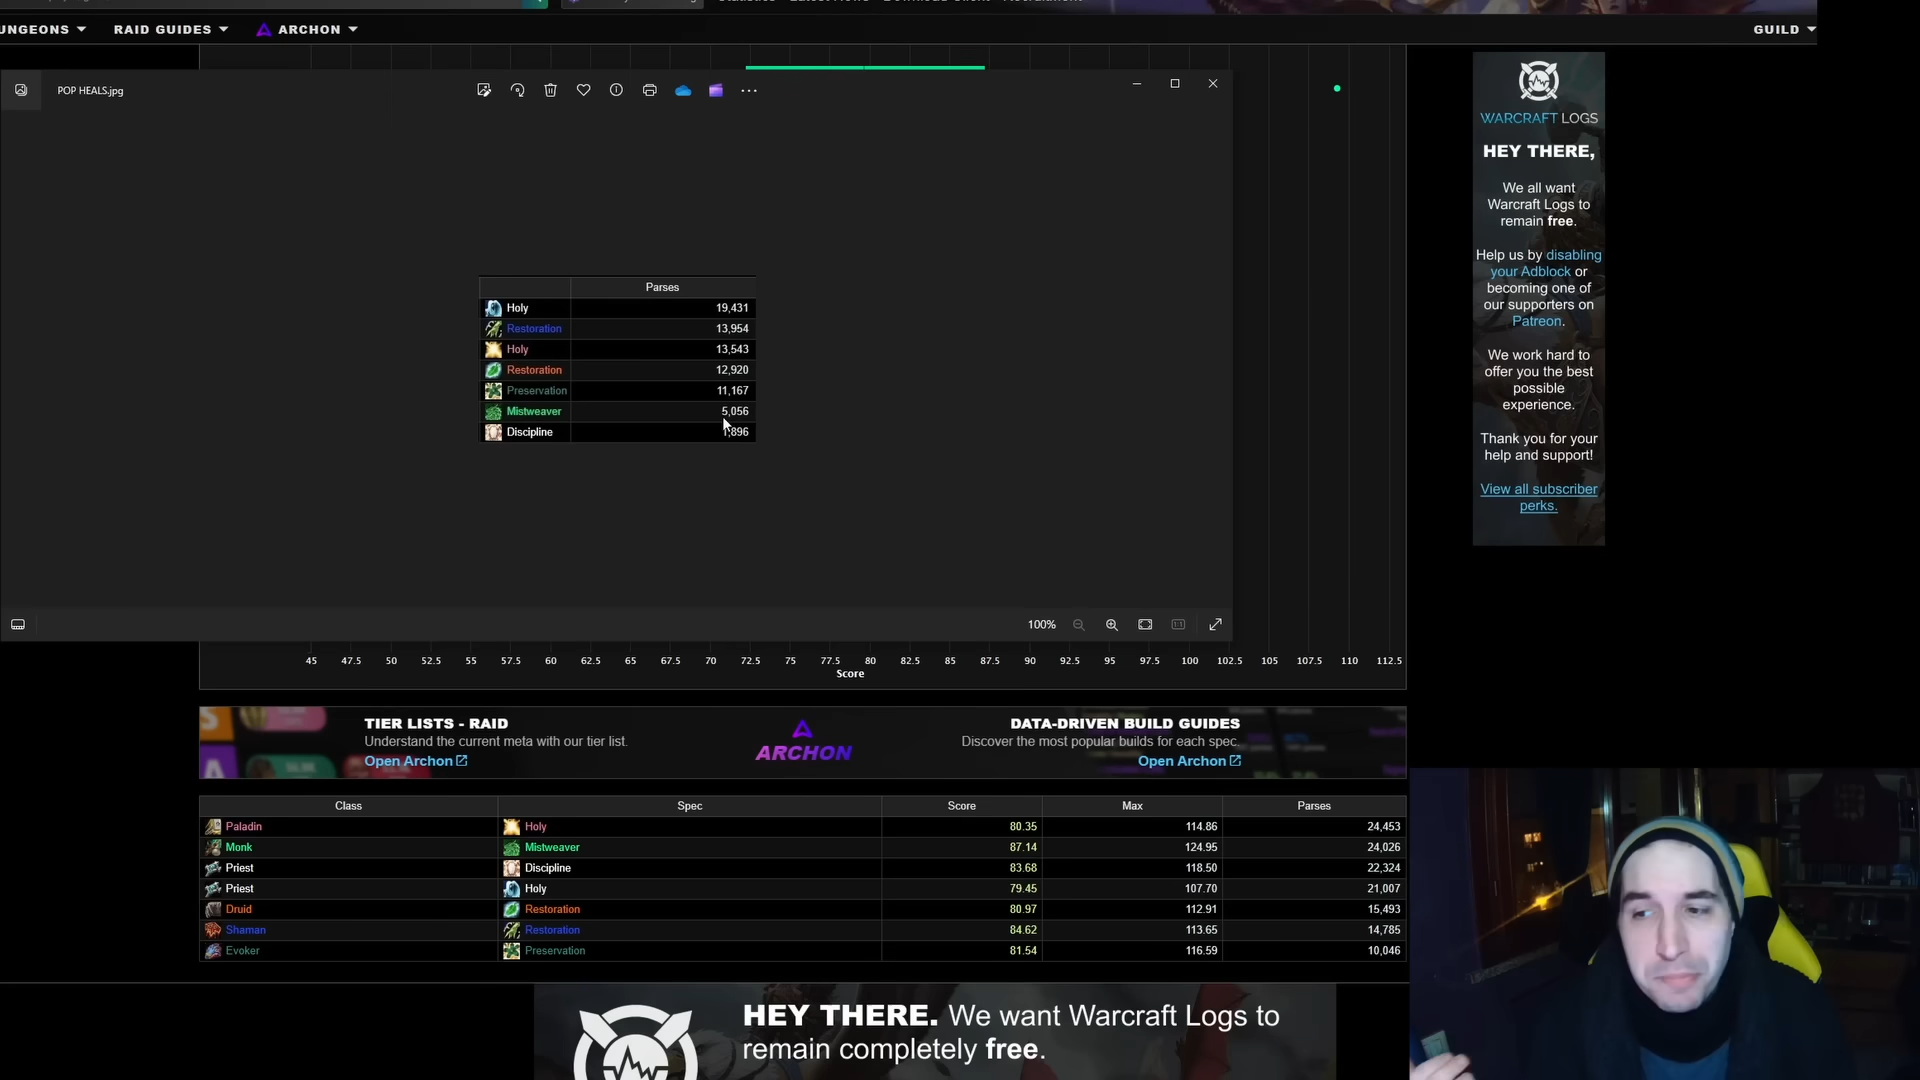 UNGEONS RAID GUIDES ARCHON GUILD
POP HEALS.jpg
Parses
Holy 19,431
Restoration 13,954
Holy 13,543
Restoration 12,920
Preservation 11,167
Mistweaver 5,056
Discipline 1,896
100%
WARCRAFT LOGS
HEY THERE,
We all want
Warcraft Logs to
remain free.
Help us by disabling
your Adblock or
becoming one of
our supporters on
Patreon.
We work hard to
offer you the best
possible
experience.
Thank you for your
help and support!
View all subscriber
perks.
45 47.5 50 52.5 55 57.5 60 62.5 65 67.5 70 72.5 75 77.5 80 82.5 85 87.5 90 92.5 95 97.5 100 102.5 105 107.5 110 112.5
Score
TIER LISTS - RAID
Understand the current meta with our tier list.
Open Archon
ARCHON
DATA-DRIVEN BUILD GUIDES
Discover the most popular builds for each spec.
Open Archon
Class Spec Score Max Parses
Paladin Holy 80.35 114.86 24,453
Monk Mistweaver 87.14 124.95 24,026
Priest Discipline 83.68 118.50 22,324
Priest Holy 79.45 107.70 21,007
Druid Restoration 80.97 112.91 15,493
Shaman Restoration 84.62 113.65 14,785
Evoker Preservation 81.54 116.59 10,046
HEY THERE. We want Warcraft Logs to
remain completely free.